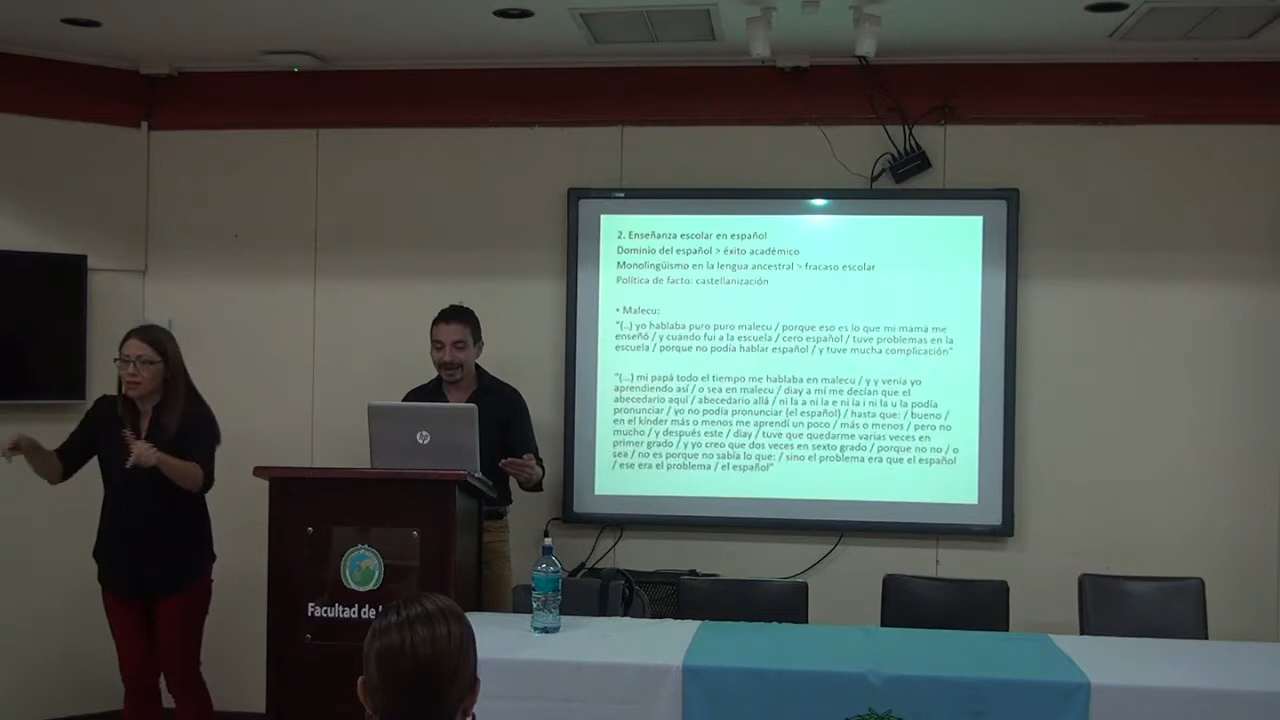 2. Enseñanza escolar en español
Dominio del español > éxito académico
Monolingüismo en la lengua ancestral > fracaso escolar
Política de facto: castellanización
• Malecu:
"(..) yo hablaba puro puro malecu / porque eso es lo que mi mamá me
enseñó / y cuando fui a la escuela / cero español / tuve problemas en la
escuela / porque no podía hablar español / y tuve mucha complicación"
"(...) mi papá todo el tiempo me hablaba en malecu / y y venía yo
aprendiendo así / o sea en malecu / diay a mí me decían que el
abecedario aquí / abecedario allá / ni la a ni la e ni la i ni la u la podía
pronunciar / yo no podía pronunciar (el español) / hasta que: / bueno /
en el kínder más o menos me aprendí un poco / más o menos / pero no
mucho / y después este / diay / tuve que quedarme varias veces en
primer grado / y yo creo que dos veces en sexto grado / porque no no / o
sea / no es porque no sabía lo que: / sino el problema era que el español
/ ese era el problema / el español"
hp
Facultad de